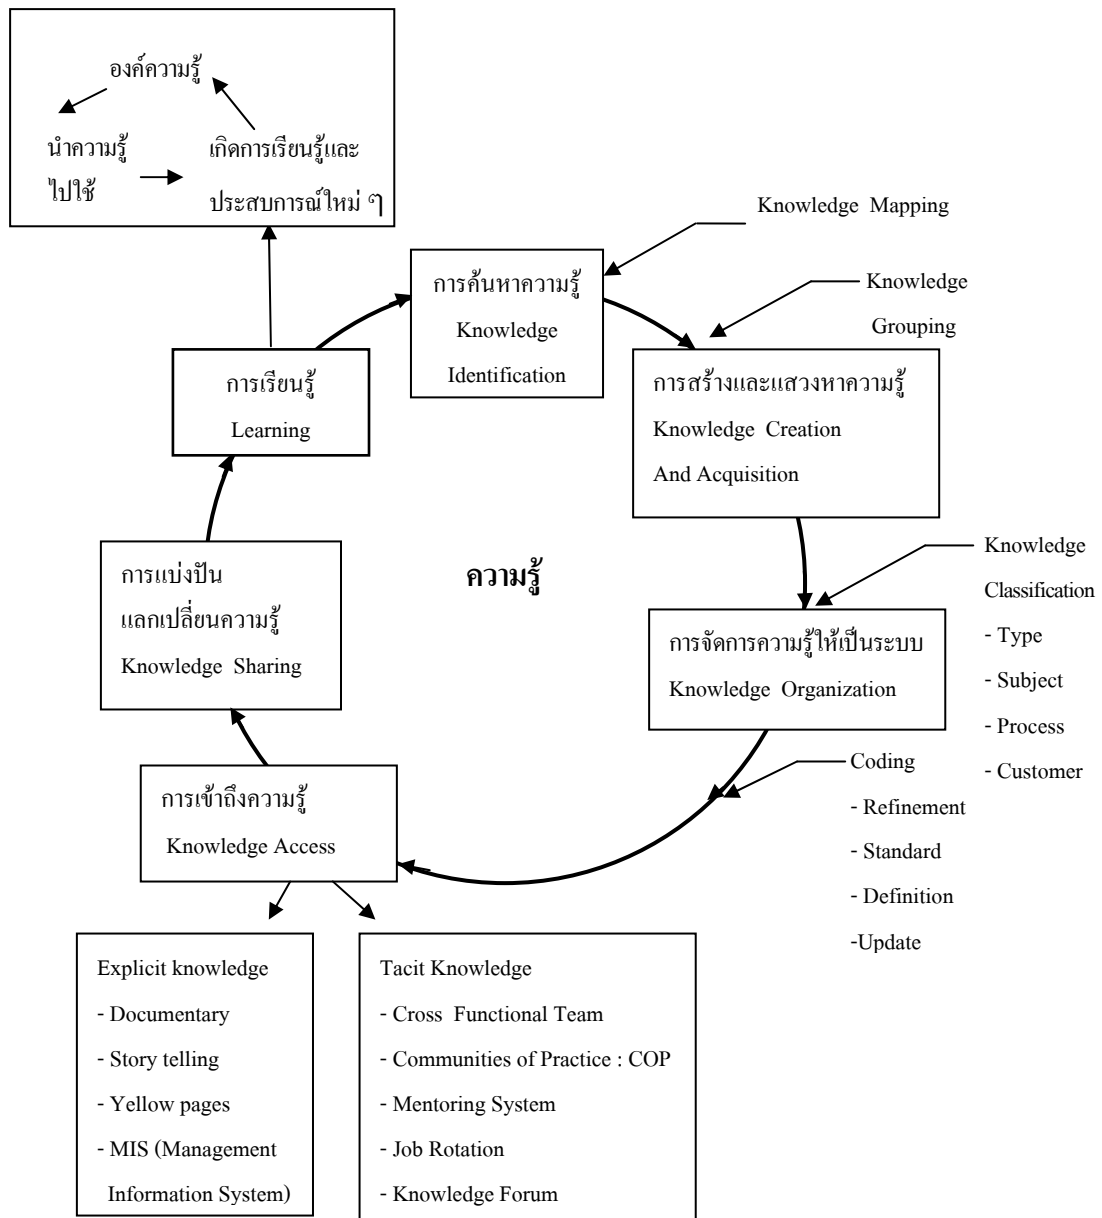 องค์ความรู้
นำความรู้
ไปใช้
เกิดการเรียนรู้และ
ประสบการณ์ใหม่ ๆ
Knowledge Mapping
การค้นหาความรู้
Knowledge
Identification
Knowledge
Grouping
การเรียนรู้
Learning
การสร้างและแสวงหาความรู้
Knowledge Creation
And Acquisition
การแบ่งปัน
แลกเปลี่ยนความรู้
Knowledge Sharing
ความรู้
Knowledge
Classification
- Type
- Subject
- Process
- Customer
การจัดการความรู้ให้เป็นระบบ
Knowledge Organization
Coding
- Refinement
- Standard
- Definition
-Update
การเข้าถึงความรู้
Knowledge Access
Explicit knowledge
- Documentary
- Story telling
- Yellow pages
- MIS (Management
Information System)
Tacit Knowledge
- Cross Functional Team
- Communities of Practice : COP
- Mentoring System
- Job Rotation
- Knowledge Forum